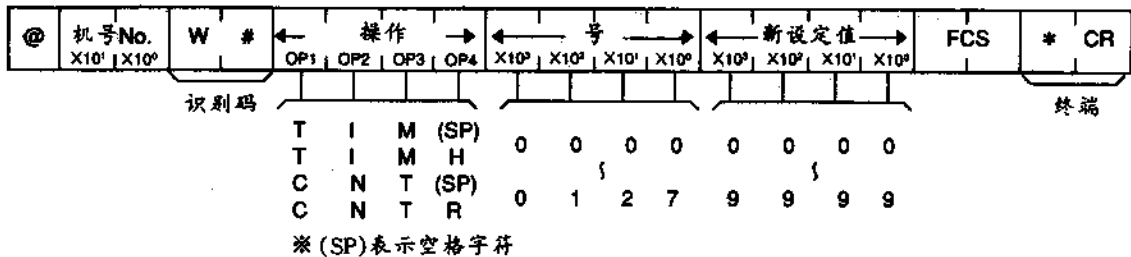 @ 机号No. W # 操作 号 新设定值 FCS * CR
X10¹ X10⁰ OP1 OP2 OP3 OP4 X10³ X10² X10¹ X10⁰ X10³ X10² X10¹ X10⁰
识别码 终端
T I M (SP) 0 0 0 0 0 0 0 0
T I M H
C N T (SP) 0 1 2 7 9 9 9 9
C N T R
※(SP)表示空格字符